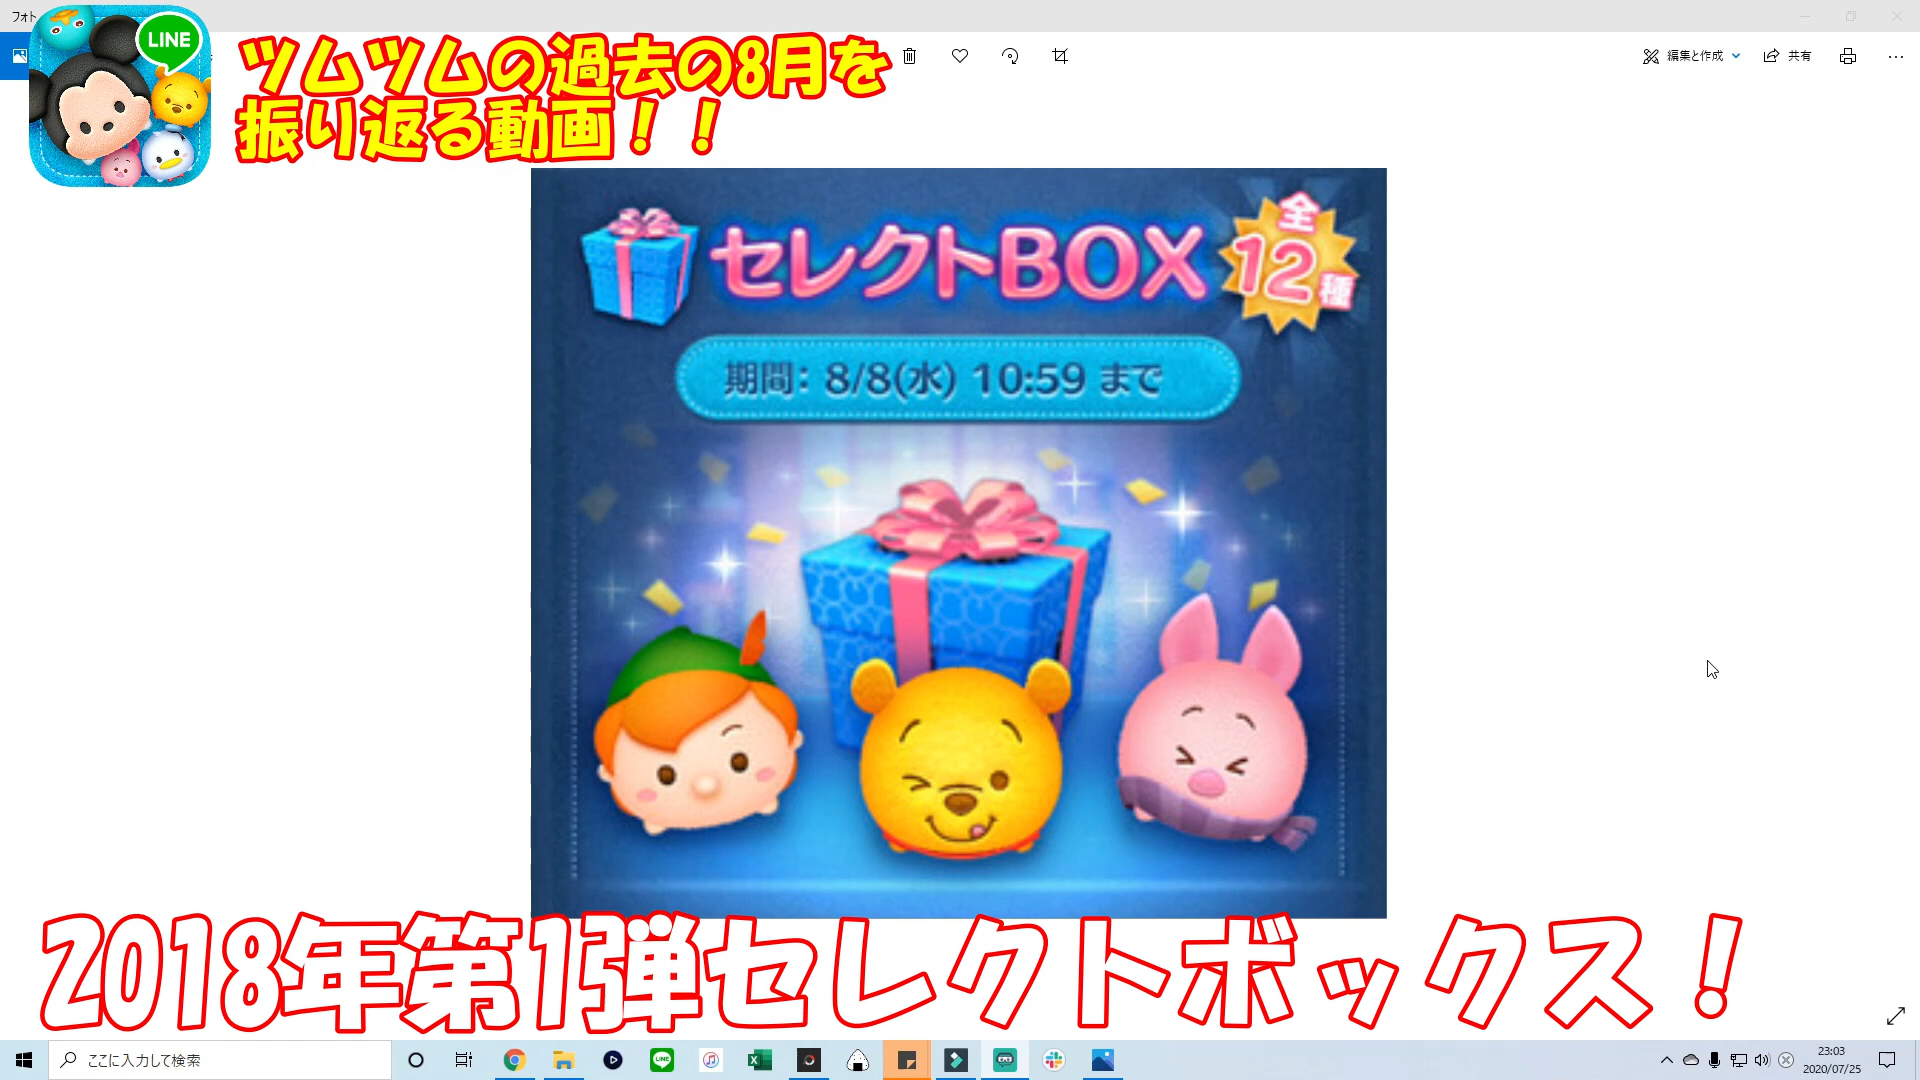 フォト
LINE
ツムツムの過去の8月を
振り返る動画！！
編集と作成
共有
セレクトBOX
全
12
種
期間：8/8(水) 10:59 まで
2018年第1弾セレクトボックス！
ここに入力して検索
LINE
23:03
2020/07/25